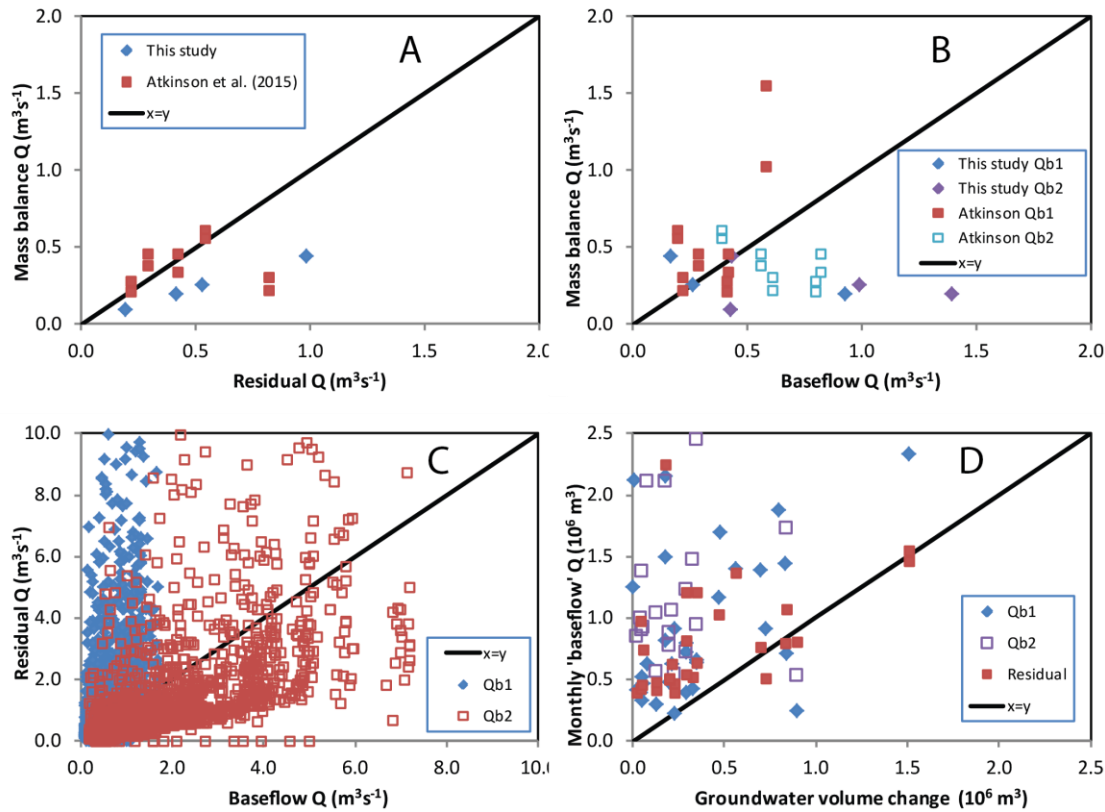 A
This study
Atkinson et al. (2015)
x=y
Mass balance Q (m³s⁻¹)
2.0
1.5
1.0
0.5
0.0
0.0 0.5 1.0 1.5 2.0
Residual Q (m³s⁻¹)
B
This study Qb1
This study Qb2
Atkinson Qb1
Atkinson Qb2
x=y
Mass balance Q (m³s⁻¹)
2.0
1.5
1.0
0.5
0.0
0.0 0.5 1.0 1.5 2.0
Baseflow Q (m³s⁻¹)
C
x=y
Qb1
Qb2
Residual Q (m³s⁻¹)
10.0
8.0
6.0
4.0
2.0
0.0
0.0 2.0 4.0 6.0 8.0 10.0
Baseflow Q (m³s⁻¹)
D
Qb1
Qb2
Residual
x=y
Monthly 'baseflow' Q (10⁶ m³)
2.5
2.0
1.5
1.0
0.5
0.0
0.0 0.5 1.0 1.5 2.0 2.5
Groundwater volume change (10⁶ m³)